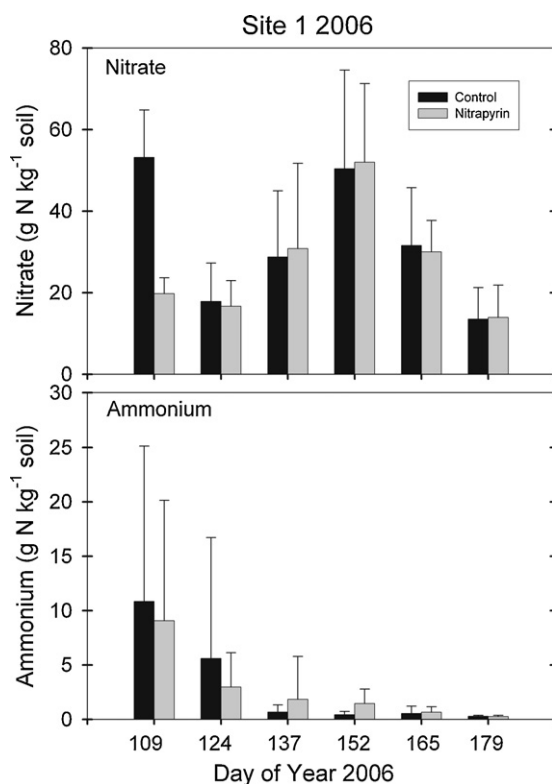 Site 1 2006
80
Nitrate
Control
Nitrapyrin
60
40
20
0
Nitrate (g N kg⁻¹ soil)
30
Ammonium
25
20
15
10
5
0
Ammonium (g N kg⁻¹ soil)
109 124 137 152 165 179
Day of Year 2006